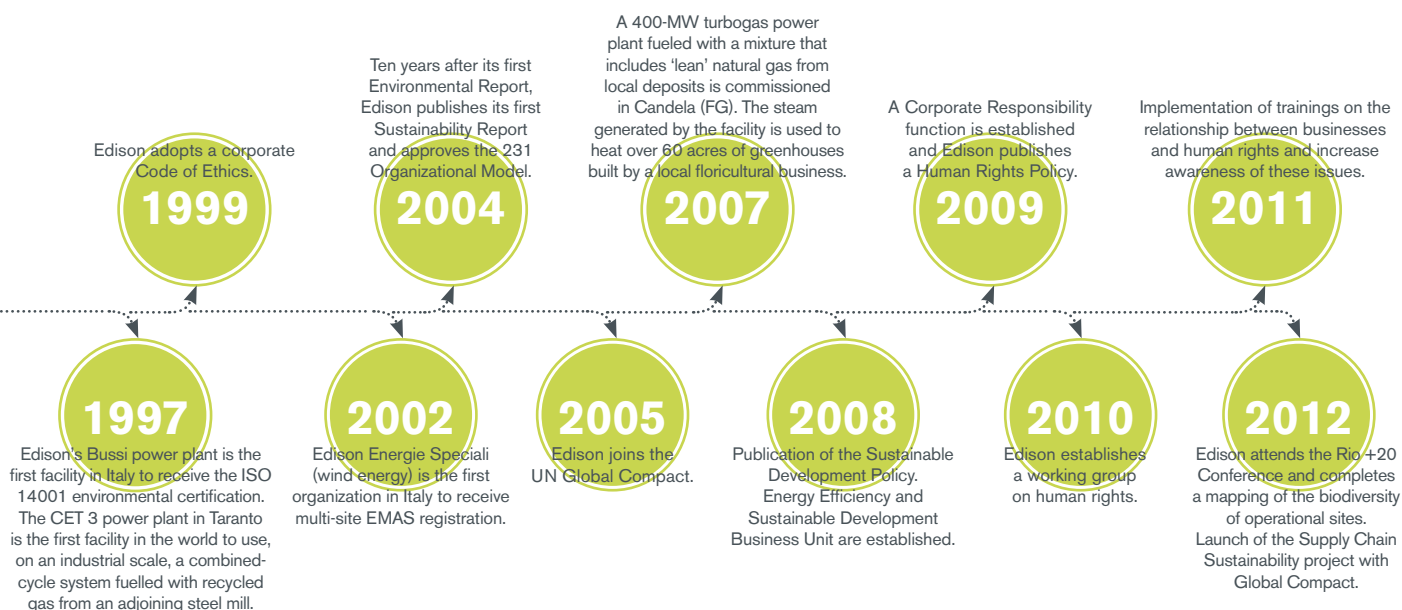 Edison adopts a corporate
Code of Ethics.
1999
Ten years after its first
Environmental Report,
Edison publishes its first
Sustainability Report
and approves the 231
Organizational Model.
2004
A 400-MW turbogas power
plant fueled with a mixture that
includes ‘lean’ natural gas from
local deposits is commissioned
in Candela (FG). The steam
generated by the facility is used to
heat over 60 acres of greenhouses
built by a local floricultural business.
2007
A Corporate Responsibility
function is established
and Edison publishes
a Human Rights Policy.
2009
Implementation of trainings on the
relationship between businesses
and human rights and increase
awareness of these issues.
2011
1997
Edison’s Bussi power plant is the
first facility in Italy to receive the ISO
14001 environmental certification.
The CET 3 power plant in Taranto
is the first facility in the world to use,
on an industrial scale, a combined-
cycle system fuelled with recycled
gas from an adjoining steel mill.
2002
Edison Energie Speciali
(wind energy) is the first
organization in Italy to receive
multi-site EMAS registration.
2005
Edison joins the
UN Global Compact.
2008
Publication of the Sustainable
Development Policy.
Energy Efficiency and
Sustainable Development
Business Unit are established.
2010
Edison establishes
a working group
on human rights.
2012
Edison attends the Rio +20
Conference and completes
a mapping of the biodiversity
of operational sites.
Launch of the Supply Chain
Sustainability project with
Global Compact.